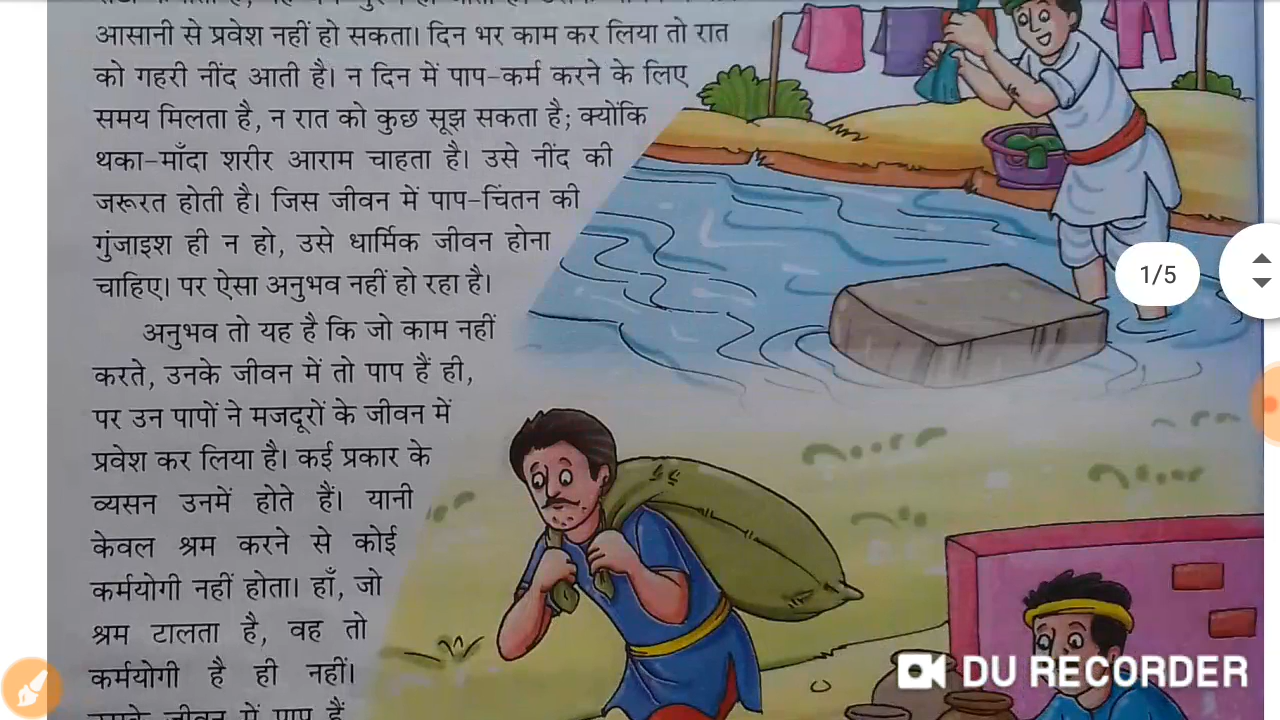 आसानी से प्रवेश नहीं हो सकता। दिन भर काम कर लिया तो रात
को गहरी नींद आती है। न दिन में पाप-कर्म करने के लिए
समय मिलता है, न रात को कुछ सूझ सकता है; क्योंकि
थका-माँदा शरीर आराम चाहता है। उसे नींद की
जरूरत होती है। जिस जीवन में पाप-चिंतन की
गुंजाइश ही न हो, उसे धार्मिक जीवन होना
चाहिए। पर ऐसा अनुभव नहीं हो रहा है।
अनुभव तो यह है कि जो काम नहीं
करते, उनके जीवन में तो पाप हैं ही,
पर उन पापों ने मजदूरों के जीवन में
प्रवेश कर लिया है। कई प्रकार के
व्यसन उनमें होते हैं। यानी
केवल श्रम करने से कोई
कर्मयोगी नहीं होता। हाँ, जो
श्रम टालता है, वह तो
कर्मयोगी है ही नहीं।
1/5
DU RECORDER